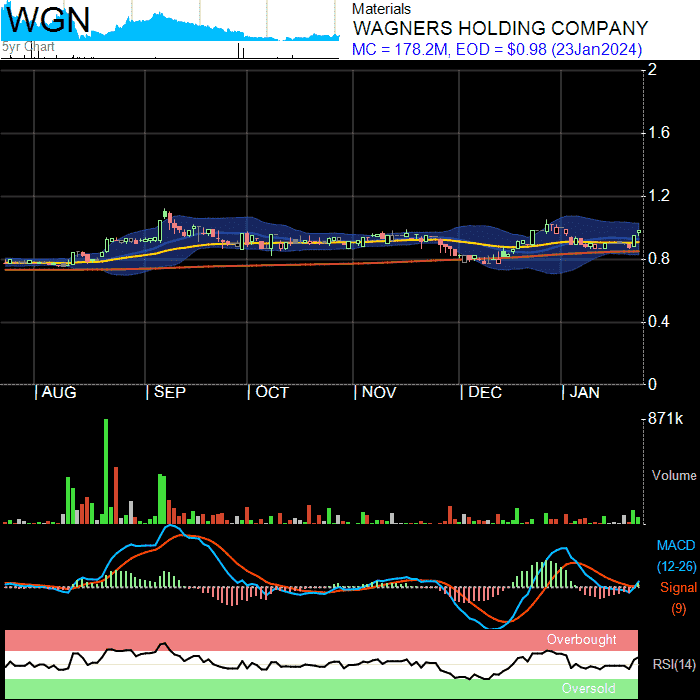 WGN
5yr Chart
Materials
WAGNERS HOLDING COMPANY
MC = 178.2M, EOD = $0.98 (23Jan2024)
2
1.6
1.2
0.8
0.4
0
AUG SEP OCT NOV DEC JAN
871k
Volume
MACD
(12-26)
Signal
(9)
Overbought
RSI(14)
Oversold